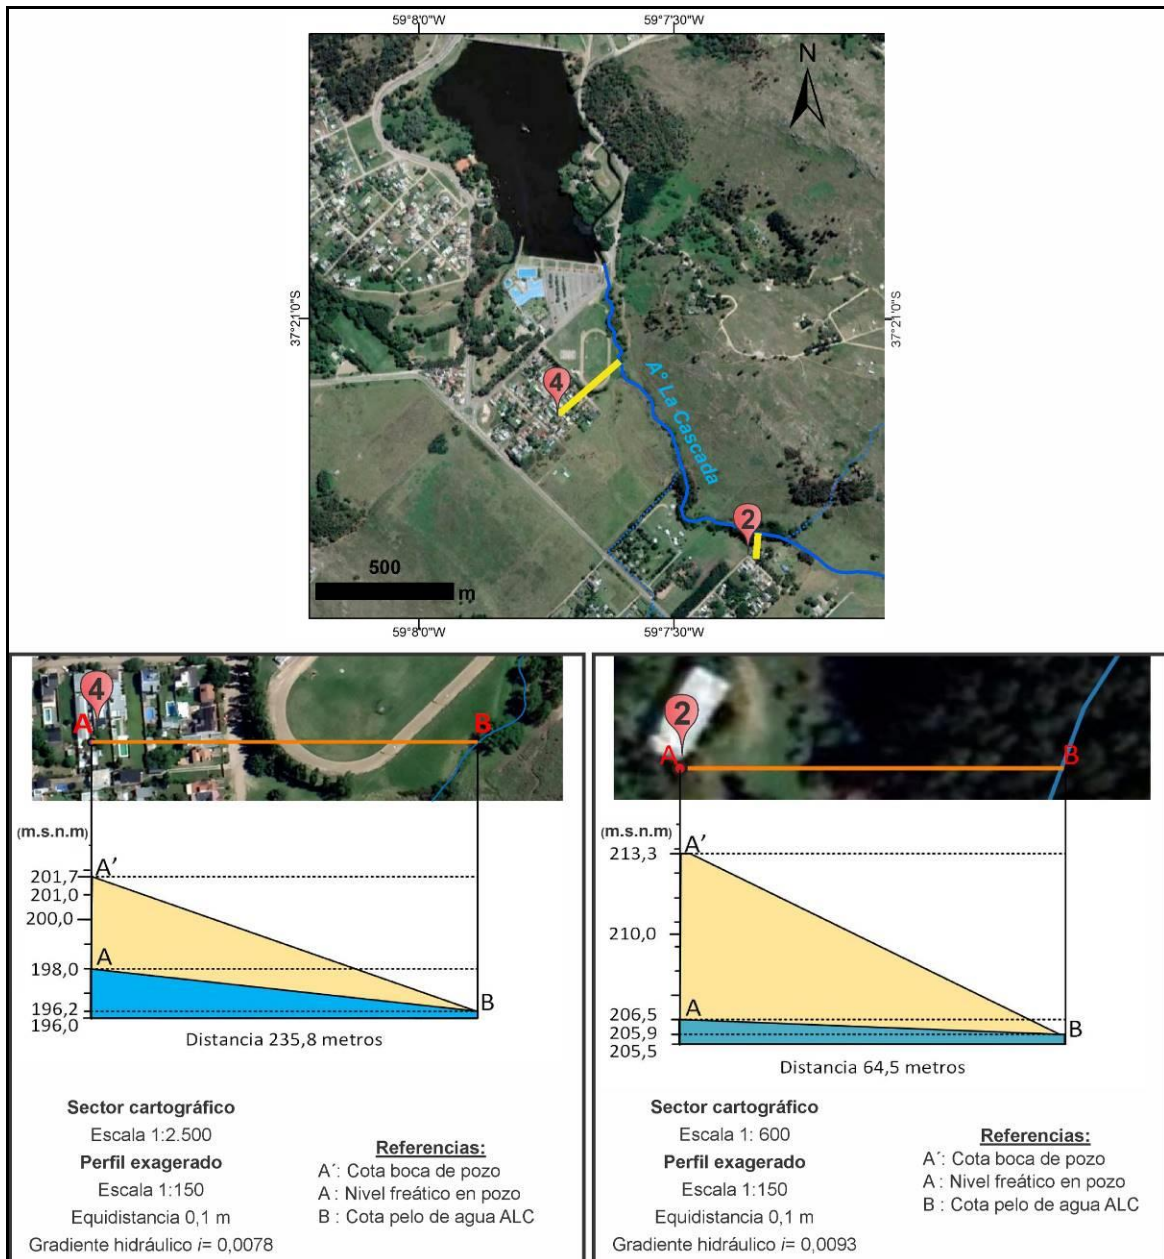 59°8'0"W
59°7'30"W
N
37°21'0"S
37°21'0"S
4
A° La Cascada
2
500
m
59°8'0"W
59°7'30"W
4
A
B
(m.s.n.m)
A’
201,7
201,0
200,0
A
198,0
196,2
B
196,0
Distancia 235,8 metros
Sector cartográfico
Escala 1:2.500
Perfil exagerado
Escala 1:150
Equidistancia 0,1 m
Gradiente hidráulico i= 0,0078
Referencias:
A´: Cota boca de pozo
A : Nivel freático en pozo
B : Cota pelo de agua ALC
2
A
B
(m.s.n.m)
A’
213,3
210,0
A
206,5
205,9
B
205,5
Distancia 64,5 metros
Sector cartográfico
Escala 1: 600
Perfil exagerado
Escala 1:150
Equidistancia 0,1 m
Gradiente hidráulico i= 0,0093
Referencias:
A´: Cota boca de pozo
A : Nivel freático en pozo
B : Cota pelo de agua ALC